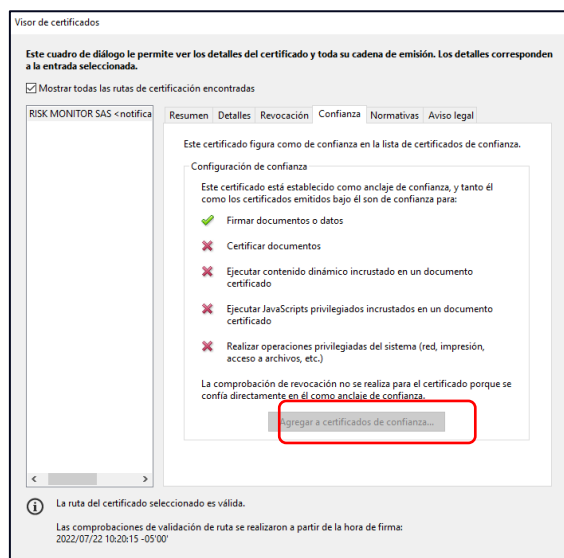 Visor de certificados
Este cuadro de diálogo le permite ver los detalles del certificado y toda su cadena de emisión. Los detalles corresponden
a la entrada seleccionada.
Mostrar todas las rutas de certificación encontradas
RISK MONITOR SAS <notifica
Resumen Detalles Revocación Confianza Normativas Aviso legal
Este certificado figura como de confianza en la lista de certificados de confianza.
Configuración de confianza
Este certificado está establecido como anclaje de confianza, y tanto él
como los certificados emitidos bajo él son de confianza para:
Firmar documentos o datos
Certificar documentos
Ejecutar contenido dinámico incrustado en un documento
certificado
Ejecutar JavaScripts privilegiados incrustados en un documento
certificado
Realizar operaciones privilegiadas del sistema (red, impresión,
acceso a archivos, etc.)
La comprobación de revocación no se realiza para el certificado porque se
confía directamente en él como anclaje de confianza.
Agregar a certificados de confianza...
La ruta del certificado seleccionado es válida.
Las comprobaciones de validación de ruta se realizaron a partir de la hora de firma:
2022/07/22 10:20:15 -05'00'